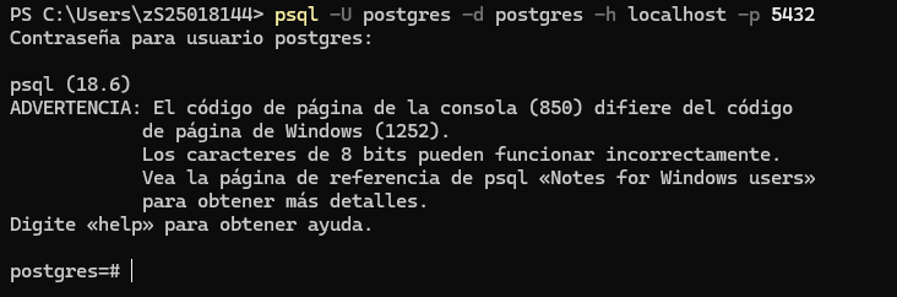 PS C:\Users\zS25018144> psql -U postgres -d postgres -h localhost -p 5432
Contraseña para usuario postgres:
psql (18.6)
ADVERTENCIA: El código de página de la consola (850) difiere del código
de página de Windows (1252).
Los caracteres de 8 bits pueden funcionar incorrectamente.
Vea la página de referencia de psql «Notes for Windows users»
para obtener más detalles.
Digite «help» para obtener ayuda.
postgres=#